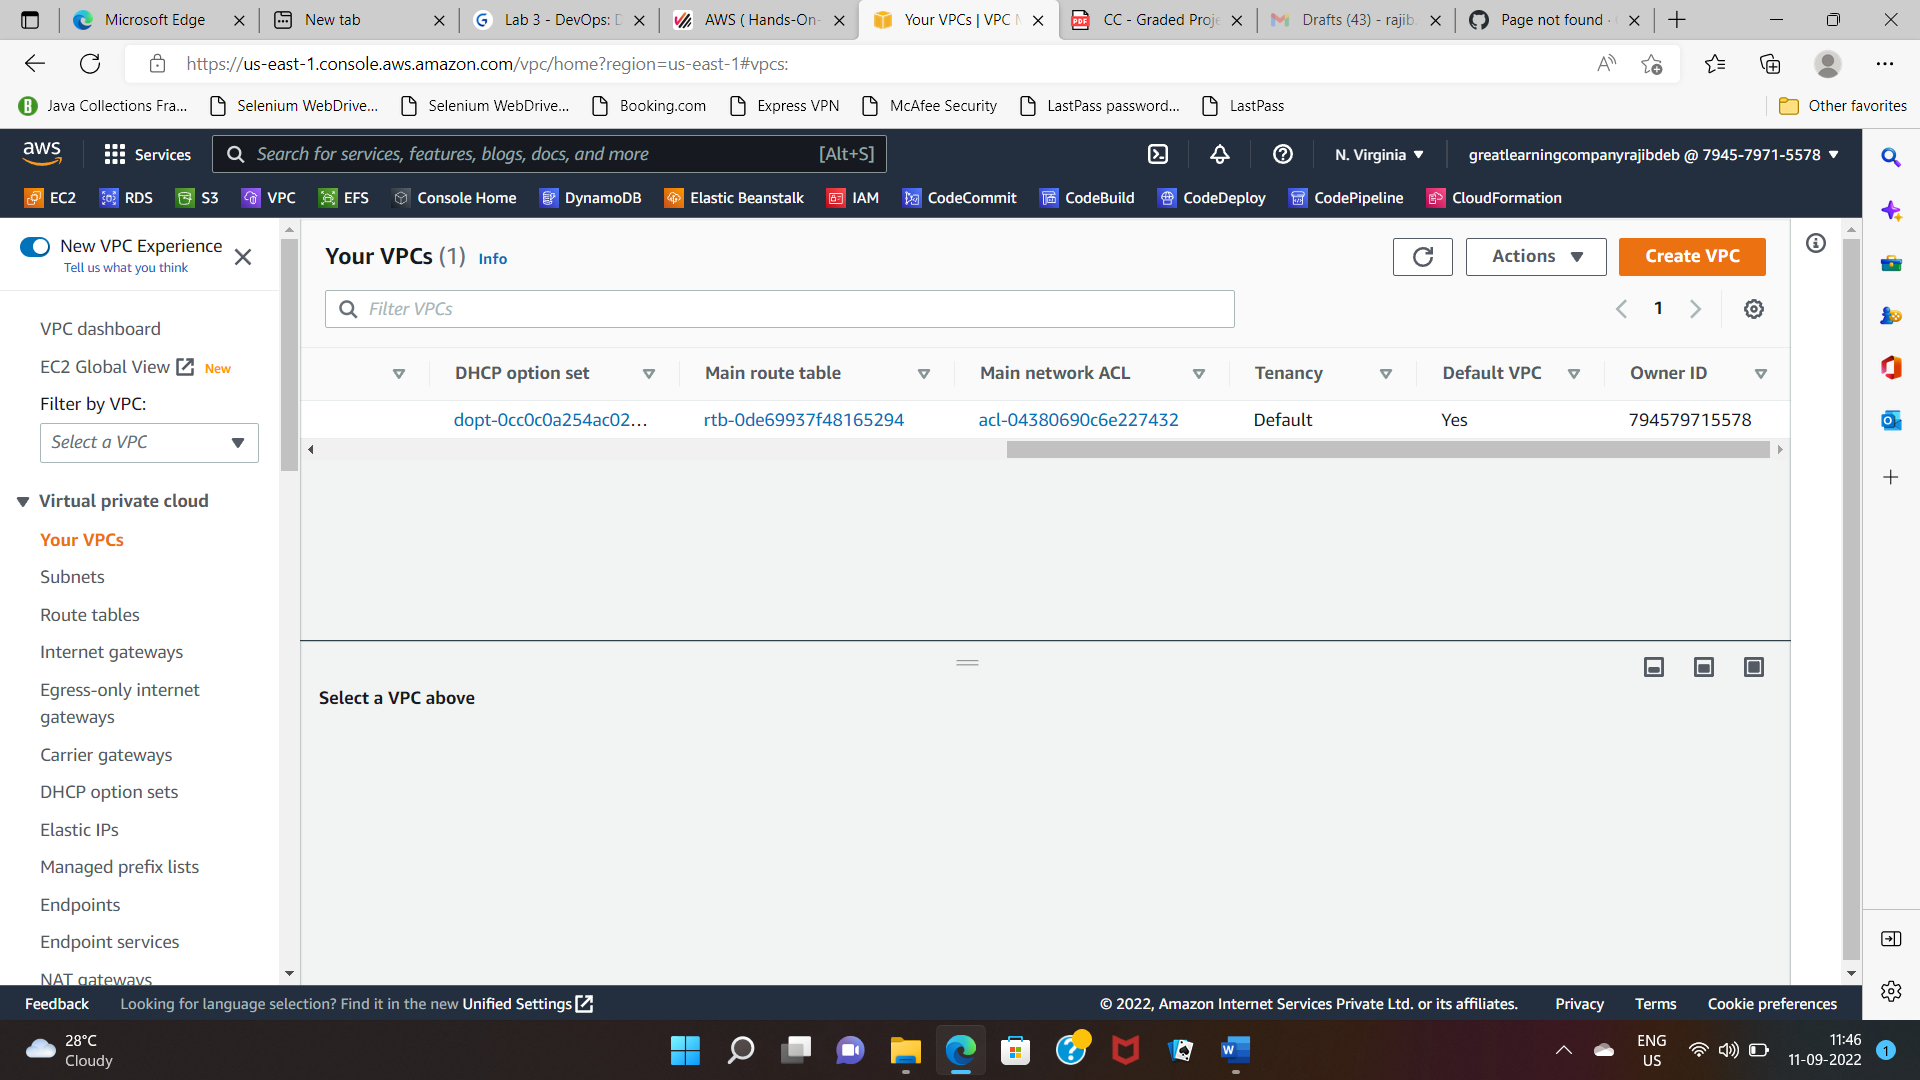 Microsoft Edge
New tab
Lab 3 - DevOps: D
AWS ( Hands-On-
Your VPCs | VPC M
CC - Graded Proje
Drafts (43) - rajib
Page not found ·
https://us-east-1.console.aws.amazon.com/vpc/home?region=us-east-1#vpcs:
Java Collections Fra...
Selenium WebDrive...
Selenium WebDrive...
Booking.com
Express VPN
McAfee Security
LastPass password...
LastPass
Other favorites
aws
Services
Search for services, features, blogs, docs, and more
[Alt+S]
N. Virginia
greatlearningcompanyrajibdeb @ 7945-7971-5578
EC2
RDS
S3
VPC
EFS
Console Home
DynamoDB
Elastic Beanstalk
IAM
CodeCommit
CodeBuild
CodeDeploy
CodePipeline
CloudFormation
New VPC Experience
Tell us what you think
VPC dashboard
EC2 Global View New
Filter by VPC:
Select a VPC
Virtual private cloud
Your VPCs
Subnets
Route tables
Internet gateways
Egress-only internet
gateways
Carrier gateways
DHCP option sets
Elastic IPs
Managed prefix lists
Endpoints
Endpoint services
NAT gateways
Your VPCs (1) Info
Actions
Create VPC
Filter VPCs
1
DHCP option set
Main route table
Main network ACL
Tenancy
Default VPC
Owner ID
dopt-0cc0c0a254ac02...
rtb-0de69937f48165294
acl-04380690c6e227432
Default
Yes
794579715578
Select a VPC above
Feedback
Looking for language selection? Find it in the new Unified Settings
© 2022, Amazon Internet Services Private Ltd. or its affiliates.
Privacy
Terms
Cookie preferences
28°C
Cloudy
ENG
US
11:46
11-09-2022
1